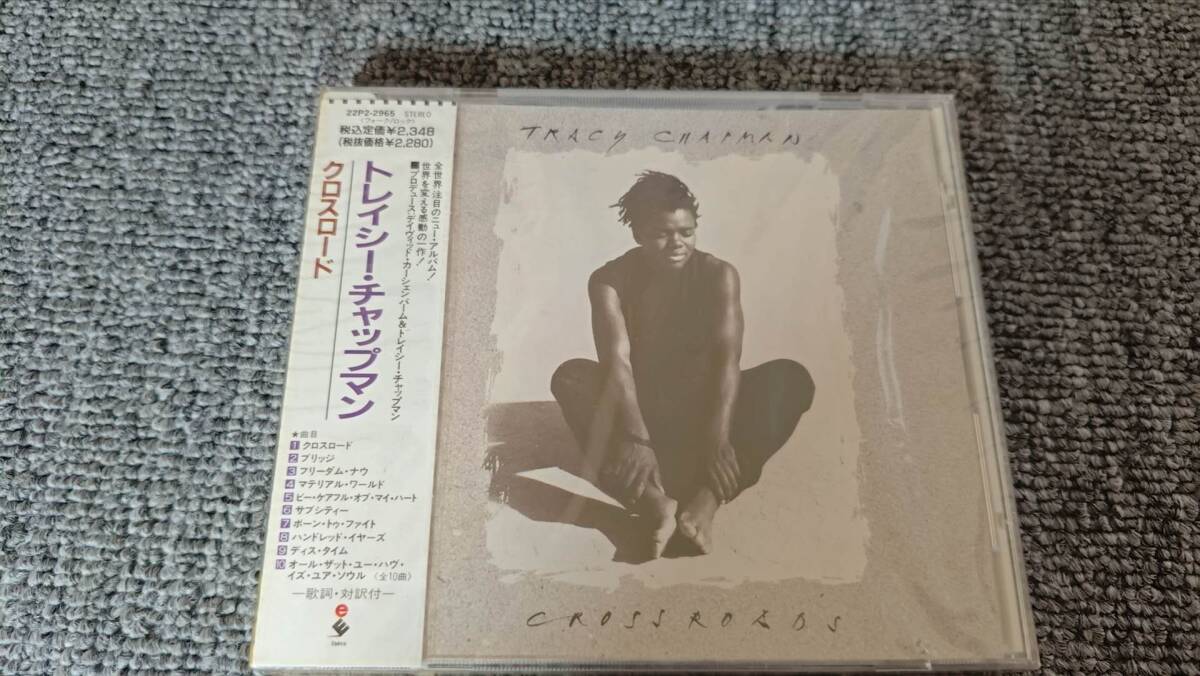 22P2-2965 STEREO
(フォーク/ロック)
税込定価¥2,348
(税抜価格¥2,280)
全世界注目のニュー・アルバム!
世界を変える感動の一作!
■プロデュース:デイヴィッド・カーシェンバーム&トレイシー・チャップマン
トレイシー・チャップマン
クロスロード
★曲目
1 クロスロード
2 ブリッジ
3 フリーダム・ナウ
4 マテリアル・ワールド
5 ビー・ケアフル・オブ・マイ・ハート
6 サブシティー
7 ボーン・トゥ・ファイト
8 ハンドレッド・イヤーズ
9 ディス・タイム
10 オール・ザット・ユー・ハヴ・
イズ・ユア・ソウル 〈全10曲〉
—歌詞・対訳付—
TRACY CHAPMAN
CROSSROADS